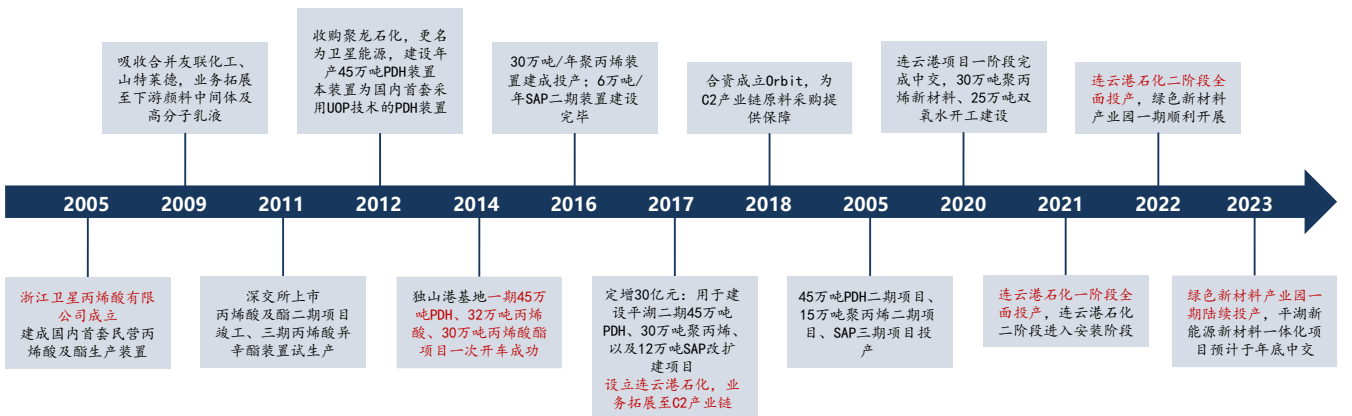 吸收合并友联化工、
山特莱德，业务拓展
至下游颜料中间体及
高分子乳液
收购聚龙石化，更名
为卫星能源，建设年
产45万吨PDH装置
本装置为国内首套采
用UOP技术的PDH装置
30万吨/年聚丙烯装
置建成投产；6万吨/
年SAP二期装置建设
完毕
合资成立Orbit，为
C2产业链原料采购提
供保障
连云港项目一阶段完
成中交，30万吨聚丙
烯新材料、25万吨双
氧水开工建设
连云港石化二阶段全
面投产，绿色新材料
产业园一期顺利开展
2005 2009 2011 2012 2014 2016 2017 2018 2005 2020 2021 2022 2023
浙江卫星丙烯酸有限
公司成立
建成国内首套民营丙
烯酸及酯生产装置
深交所上市
丙烯酸及酯二期项目
竣工、三期丙烯酸异
辛酯装置试生产
独山港基地一期45万
吨PDH、32万吨丙烯
酸、30万吨丙烯酸酯
项目一次开车成功
定增30亿元：用于建
设平湖二期45万吨
PDH、30万吨聚丙烯、
以及12万吨SAP改扩
建项目
设立连云港石化，业
务拓展至C2产业链
45万吨PDH二期项目、
15万吨聚丙烯二期项
目、SAP三期项目投
产
连云港石化一阶段全
面投产，连云港石化
二阶段进入安装阶段
绿色新材料产业园一
期陆续投产，平湖新
能源新材料一体化项
目预计于年底中交